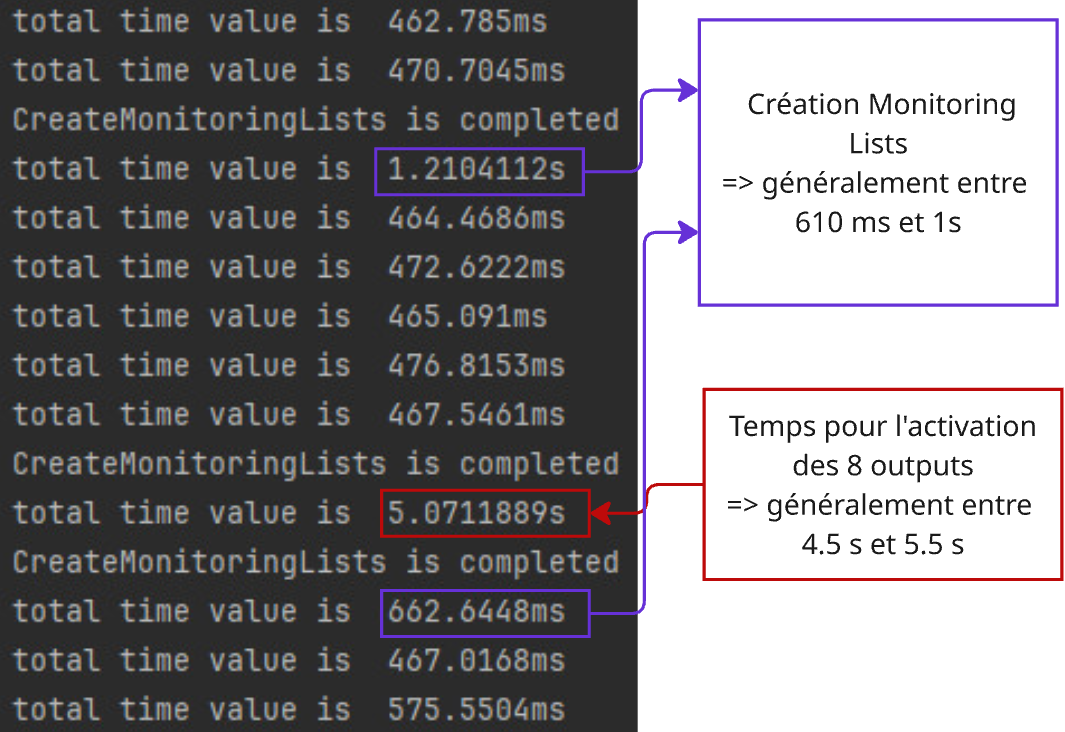 total time value is  462.785ms
total time value is  470.7045ms
CreateMonitoringLists is completed
total time value is  1.2104112s
total time value is  464.4686ms
total time value is  472.6222ms
total time value is  465.091ms
total time value is  476.8153ms
total time value is  467.5461ms
CreateMonitoringLists is completed
total time value is  5.0711889s
CreateMonitoringLists is completed
total time value is  662.6448ms
total time value is  467.0168ms
total time value is  575.5504ms
Création Monitoring
Lists
=> généralement entre
610 ms et 1s
Temps pour l'activation
des 8 outputs
=> généralement entre
4.5 s et 5.5 s